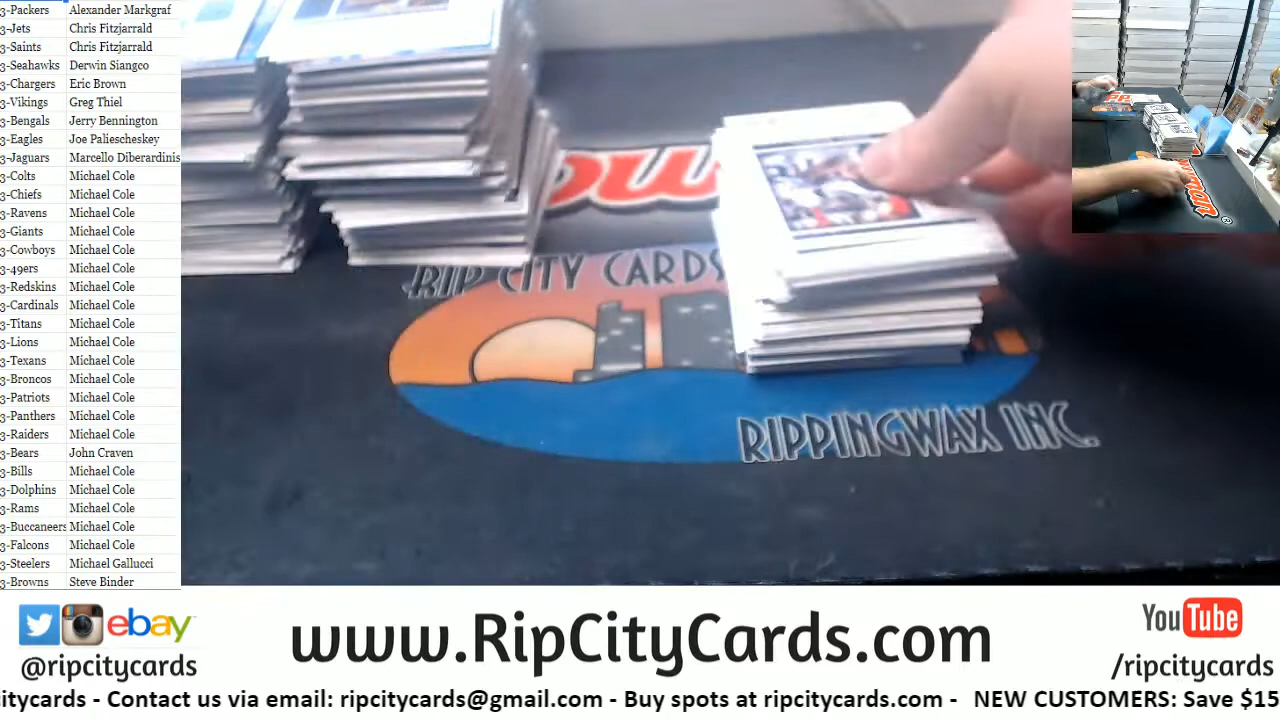 3-Packers Alexander Markgraf
3-Jets Chris Fitzjarrald
3-Saints Chris Fitzjarrald
3-Seahawks Derwin Siangco
3-Chargers Eric Brown
3-Vikings Greg Thiel
3-Bengals Jerry Bennington
3-Eagles Joe Paliescheskey
3-Jaguars Marcello Diberardinis
3-Colts Michael Cole
3-Chiefs Michael Cole
3-Ravens Michael Cole
3-Giants Michael Cole
3-Cowboys Michael Cole
3-49ers Michael Cole
3-Redskins Michael Cole
3-Cardinals Michael Cole
3-Titans Michael Cole
3-Lions Michael Cole
3-Texans Michael Cole
3-Broncos Michael Cole
3-Patriots Michael Cole
3-Panthers Michael Cole
3-Raiders Michael Cole
3-Bears John Craven
3-Bills Michael Cole
3-Dolphins Michael Cole
3-Rams Michael Cole
3-Buccaneers Michael Cole
3-Falcons Michael Cole
3-Steelers Michael Gallucci
3-Browns Steve Binder
RIP CITY CARDS
RIPPINGWAX INC.
ebay
@ripcitycards
www.RipCityCards.com
YouTube
/ripcitycards
citycards - Contact us via email: ripcitycards@gmail.com - Buy spots at ripcitycards.com - NEW CUSTOMERS: Save $15